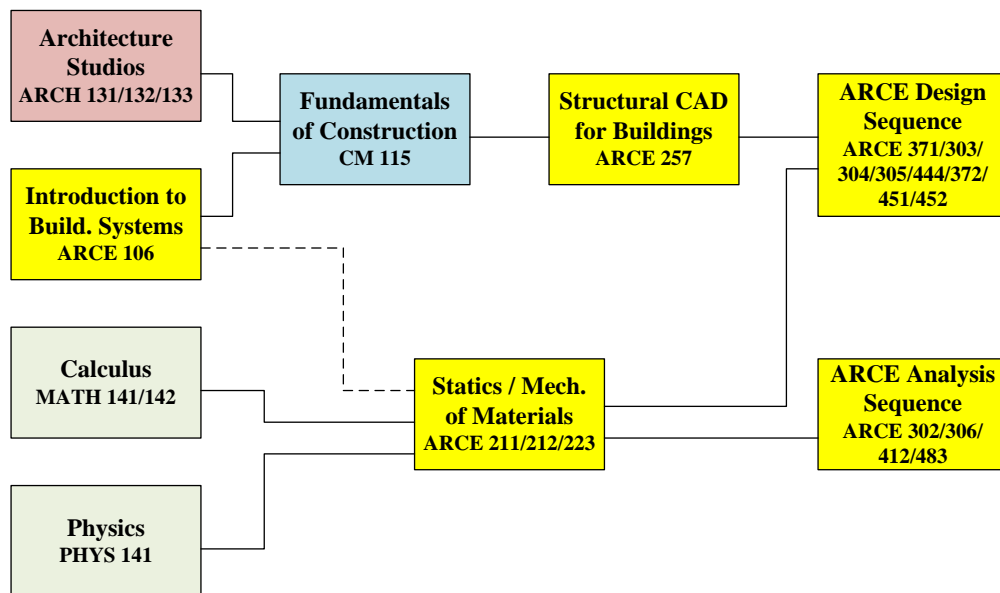 Architecture
Studios
ARCH 131/132/133
Fundamentals
of Construction
CM 115
Structural CAD
for Buildings
ARCE 257
ARCE Design
Sequence
ARCE 371/303/
304/305/444/372/
451/452
Introduction to
Build. Systems
ARCE 106
Calculus
MATH 141/142
Statics / Mech.
of Materials
ARCE 211/212/223
ARCE Analysis
Sequence
ARCE 302/306/
412/483
Physics
PHYS 141